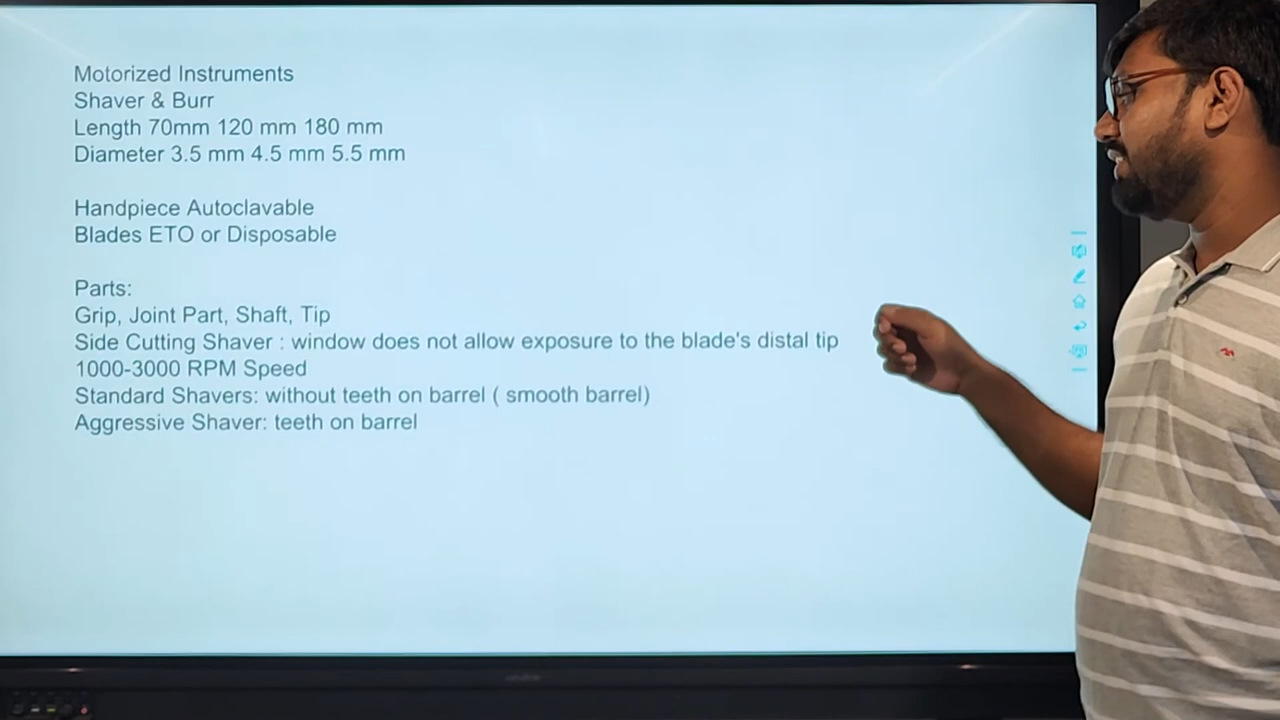 Motorized Instruments
Shaver & Burr
Length 70mm 120 mm 180 mm
Diameter 3.5 mm 4.5 mm 5.5 mm
Handpiece Autoclavable
Blades ETO or Disposable
Parts:
Grip, Joint Part, Shaft, Tip
Side Cutting Shaver : window does not allow exposure to the blade's distal tip
1000-3000 RPM Speed
Standard Shavers: without teeth on barrel ( smooth barrel)
Aggressive Shaver: teeth on barrel